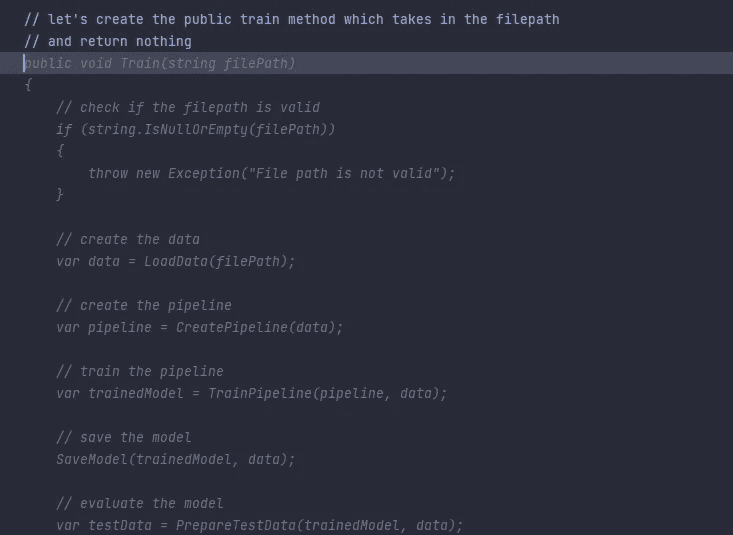 // let's create the public train method which takes in the filepath
// and return nothing
public void Train(string filePath)
{
// check if the filepath is valid
if (string.IsNullOrEmpty(filePath))
{
throw new Exception("File path is not valid");
}
// create the data
var data = LoadData(filePath);
// create the pipeline
var pipeline = CreatePipeline(data);
// train the pipeline
var trainedModel = TrainPipeline(pipeline, data);
// save the model
SaveModel(trainedModel, data);
// evaluate the model
var testData = PrepareTestData(trainedModel, data);